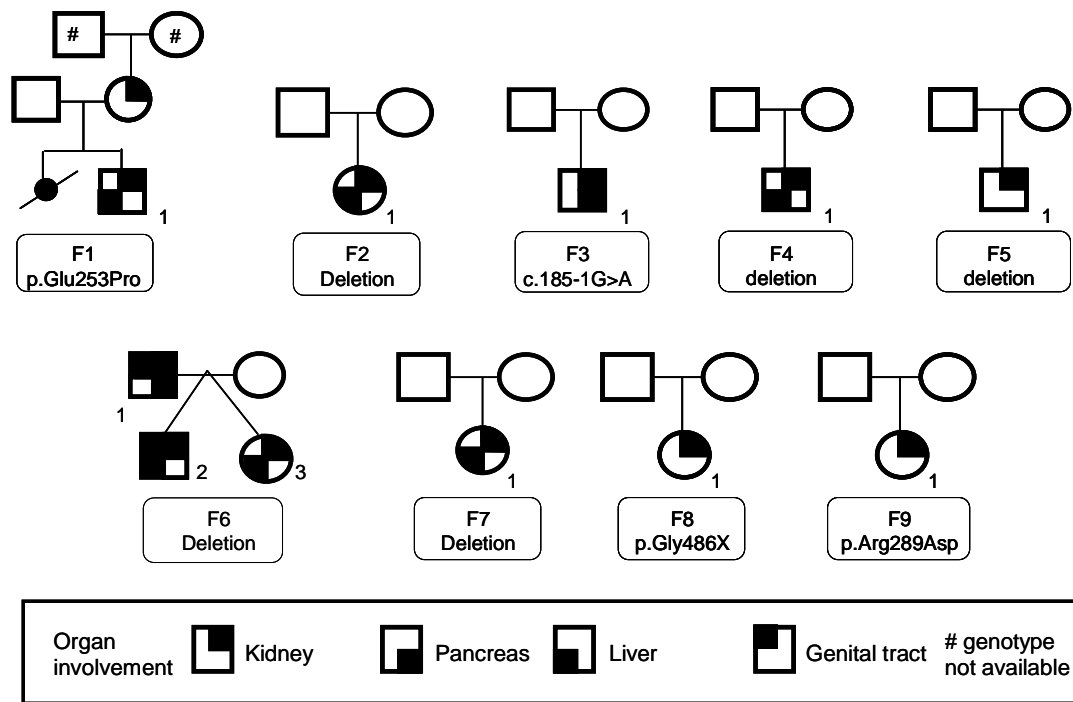 #
#
1
1
1
1
1
F1
p.Glu253Pro
F2
Deletion
F3
c.185-1G>A
F4
deletion
F5
deletion
1
2
3
1
1
1
F6
Deletion
F7
Deletion
F8
p.Gly486X
F9
p.Arg289Asp
Organ
involvement
Kidney
Pancreas
Liver
Genital tract
# genotype
not available